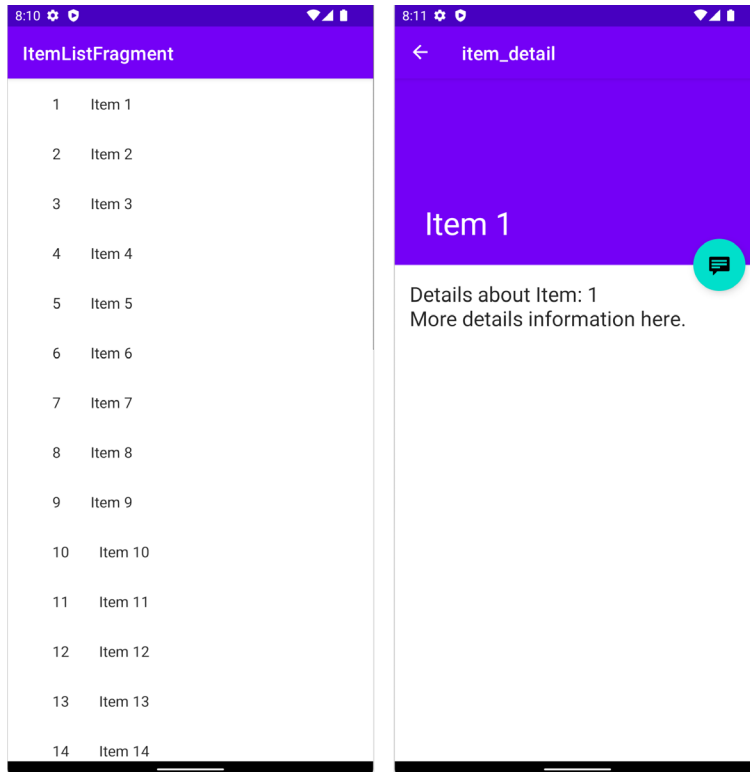 8:10
ItemListFragment
1 Item 1
2 Item 2
3 Item 3
4 Item 4
5 Item 5
6 Item 6
7 Item 7
8 Item 8
9 Item 9
10 Item 10
11 Item 11
12 Item 12
13 Item 13
14 Item 14
8:11
item_detail
Item 1
Details about Item: 1
More details information here.